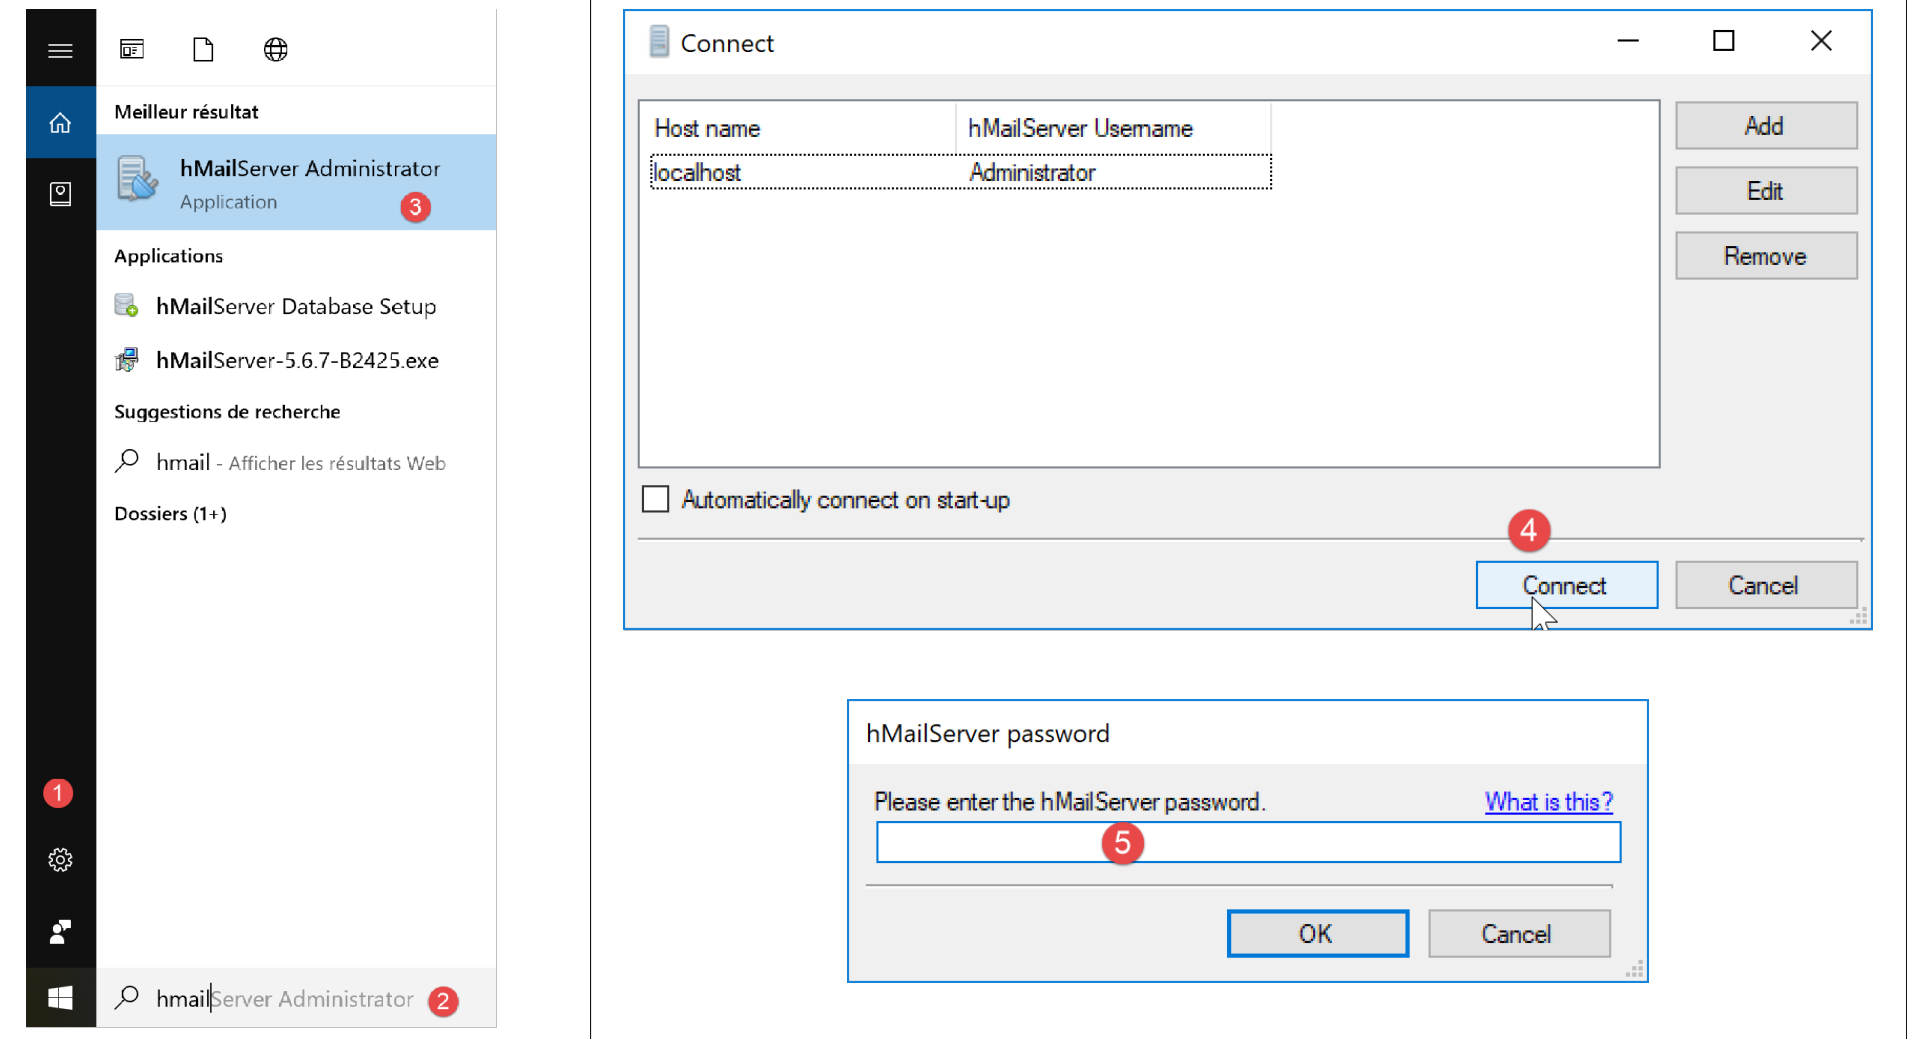 Meilleur résultat
hMailServer Administrator
Application
3
Applications
hMailServer Database Setup
hMailServer-5.6.7-B2425.exe
Suggestions de recherche
hmail - Afficher les résultats Web
Dossiers (1+)
1
hmailServer Administrator
2
Connect
Host name hMailServer Username
localhost Administrator
Add
Edit
Remove
Automatically connect on start-up
4
Connect Cancel
hMailServer password
Please enter the hMailServer password. What is this?
5
OK Cancel